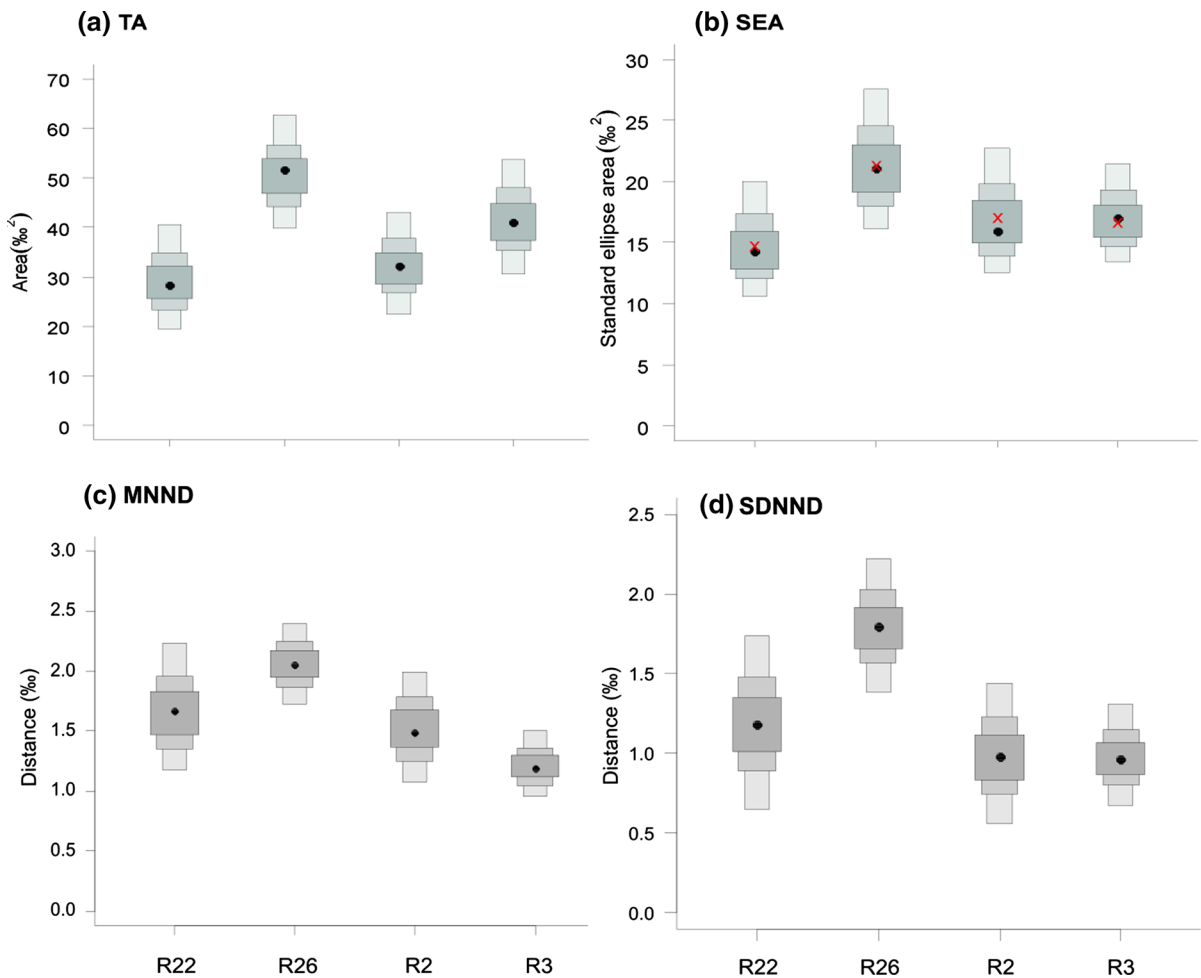 (a) TA
Area(‰²)
70
60
50
40
30
20
10
0
(b) SEA
Standard ellipse area(‰²)
30
25
20
15
10
5
0
(c) MNND
Distance (‰)
3.0
2.5
2.0
1.5
1.0
0.5
0.0
R22 R26 R2 R3
(d) SDNND
Distance (‰)
2.5
2.0
1.5
1.0
0.5
0.0
R22 R26 R2 R3